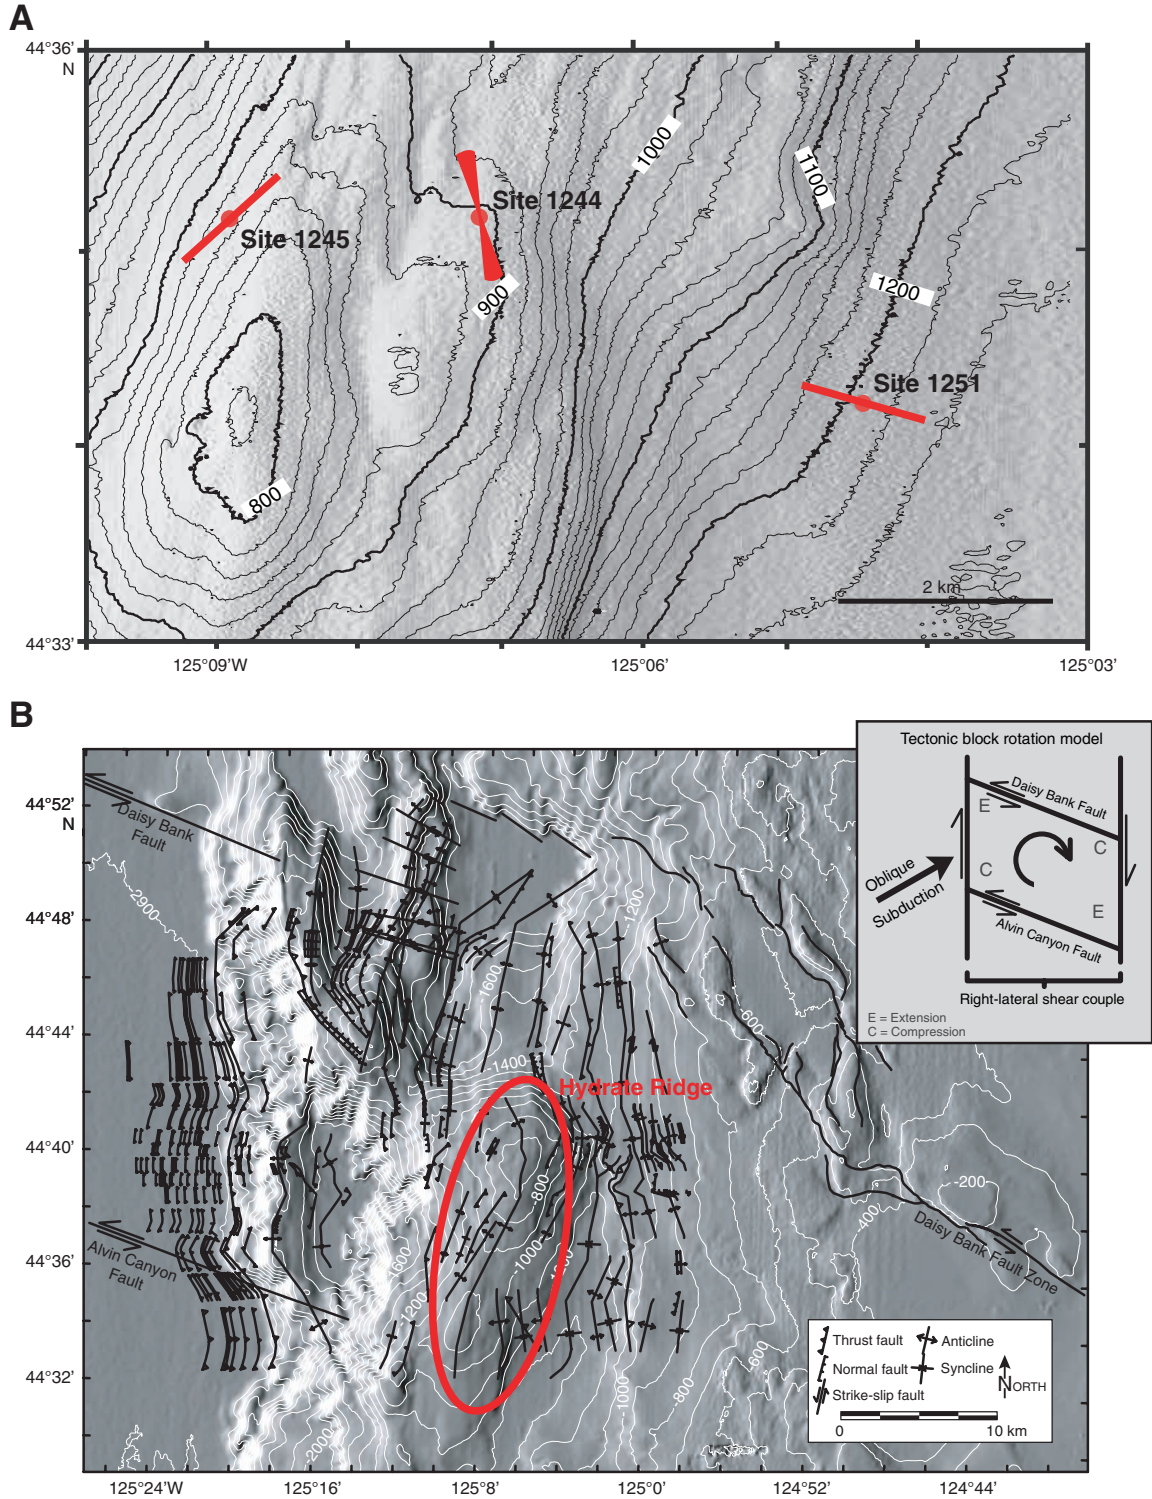 A
44°36'
N
1000
1100
Site 1244
Site 1245
900
1200
Site 1251
800
2 km
44°33'
125°09'W
125°06'
125°03'
B
Tectonic block rotation model
Daisy Bank
Fault
E
C
C
E
Oblique
Subduction
Alvin Canyon Fault
Right-lateral shear couple
E = Extension
C = Compression
44°52'
N
Daisy Bank
Fault
-2900
44°48'
-1200
-1600
44°44'
-600
-1400
Hydrate Ridge
44°40'
-800
-200
-400
Daisy Bank Fault Zone
44°36'
Alvin Canyon
Fault
-1000
1200
44°32'
-600
-800
-1000
-2000
Thrust fault
Anticline
Normal fault
Syncline
Strike-slip fault
NORTH
0
10 km
125°24'W
125°16'
125°8'
125°0'
124°52'
124°44'